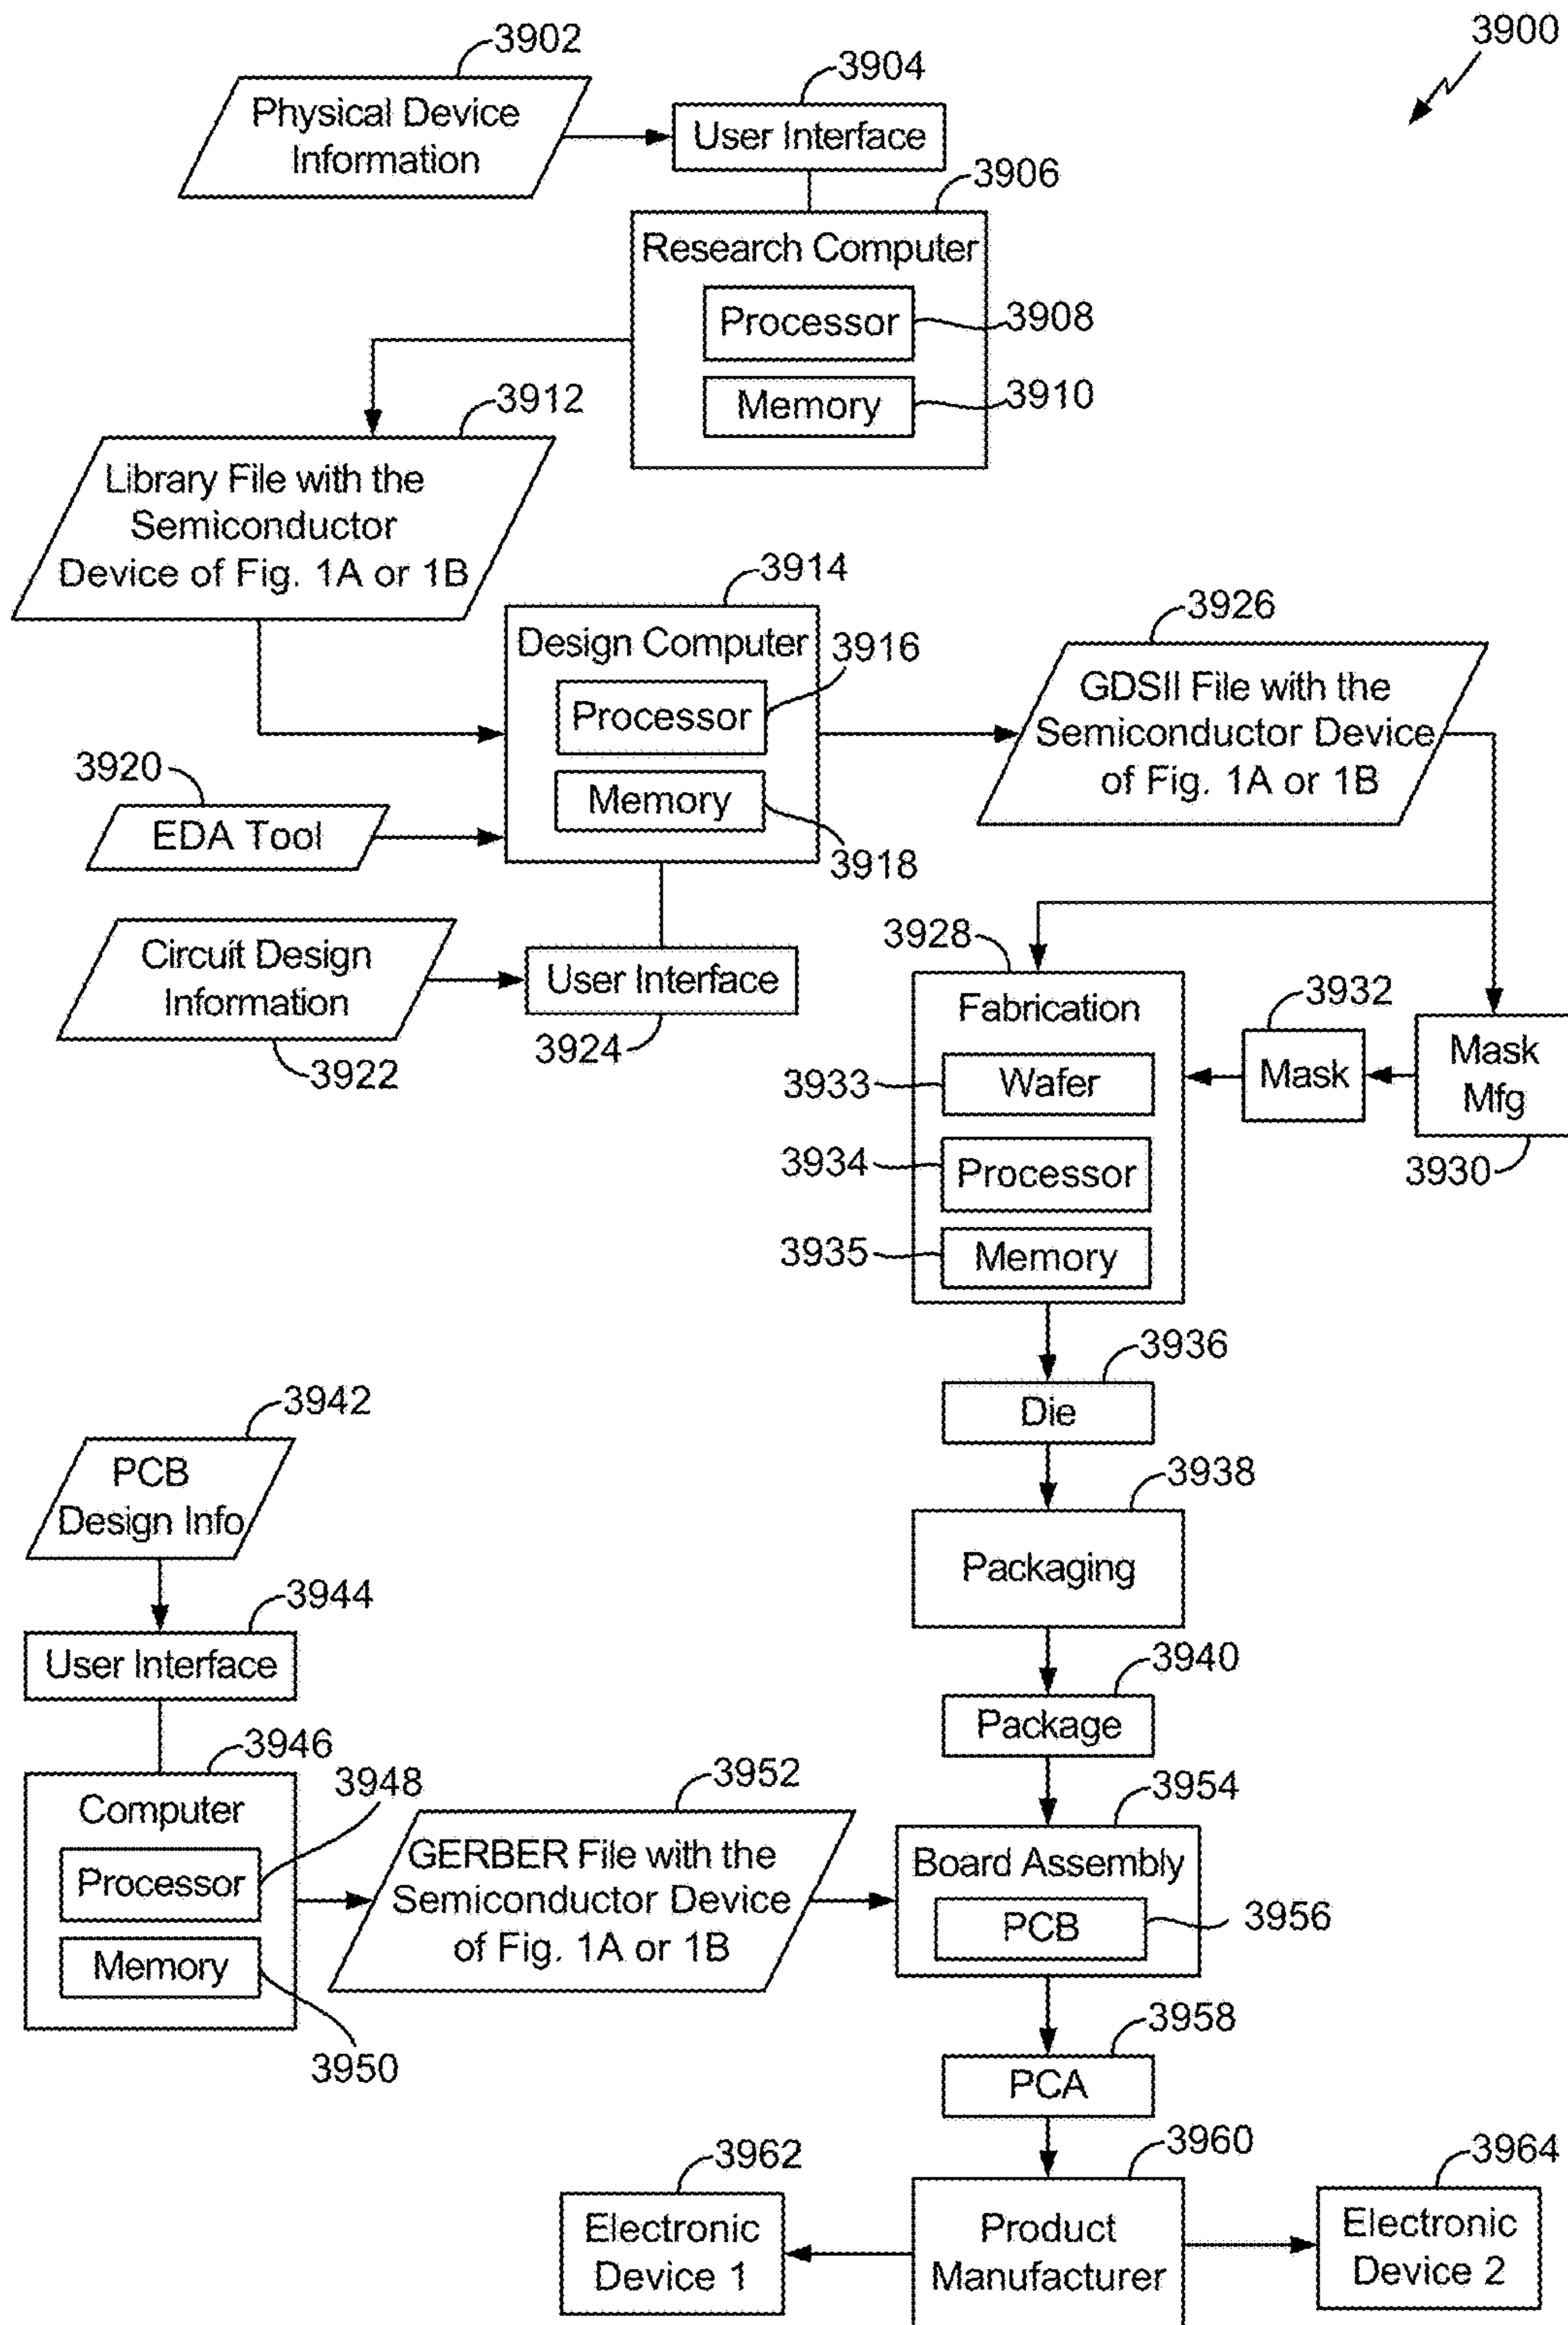 3900
3902
Physical Device
Information
3904
User Interface
3906
Research Computer
Processor
3908
Memory
3910
3912
Library File with the
Semiconductor
Device of Fig. 1A or 1B
3914
Design Computer
3916
Processor
Memory
3918
3920
EDA Tool
Circuit Design
Information
3922
User Interface
3924
3926
GDSII File with the
Semiconductor Device
of Fig. 1A or 1B
3928
Fabrication
3933
Wafer
3934
Processor
3935
Memory
3932
Mask
Mask
Mfg
3930
3936
Die
3938
Packaging
3940
Package
3942
PCB
Design Info
3944
User Interface
3946
Computer
3948
Processor
Memory
3950
3952
GERBER File with the
Semiconductor Device
of Fig. 1A or 1B
3954
Board Assembly
PCB
3956
3958
PCA
3960
Product
Manufacturer
3962
Electronic
Device 1
3964
Electronic
Device 2